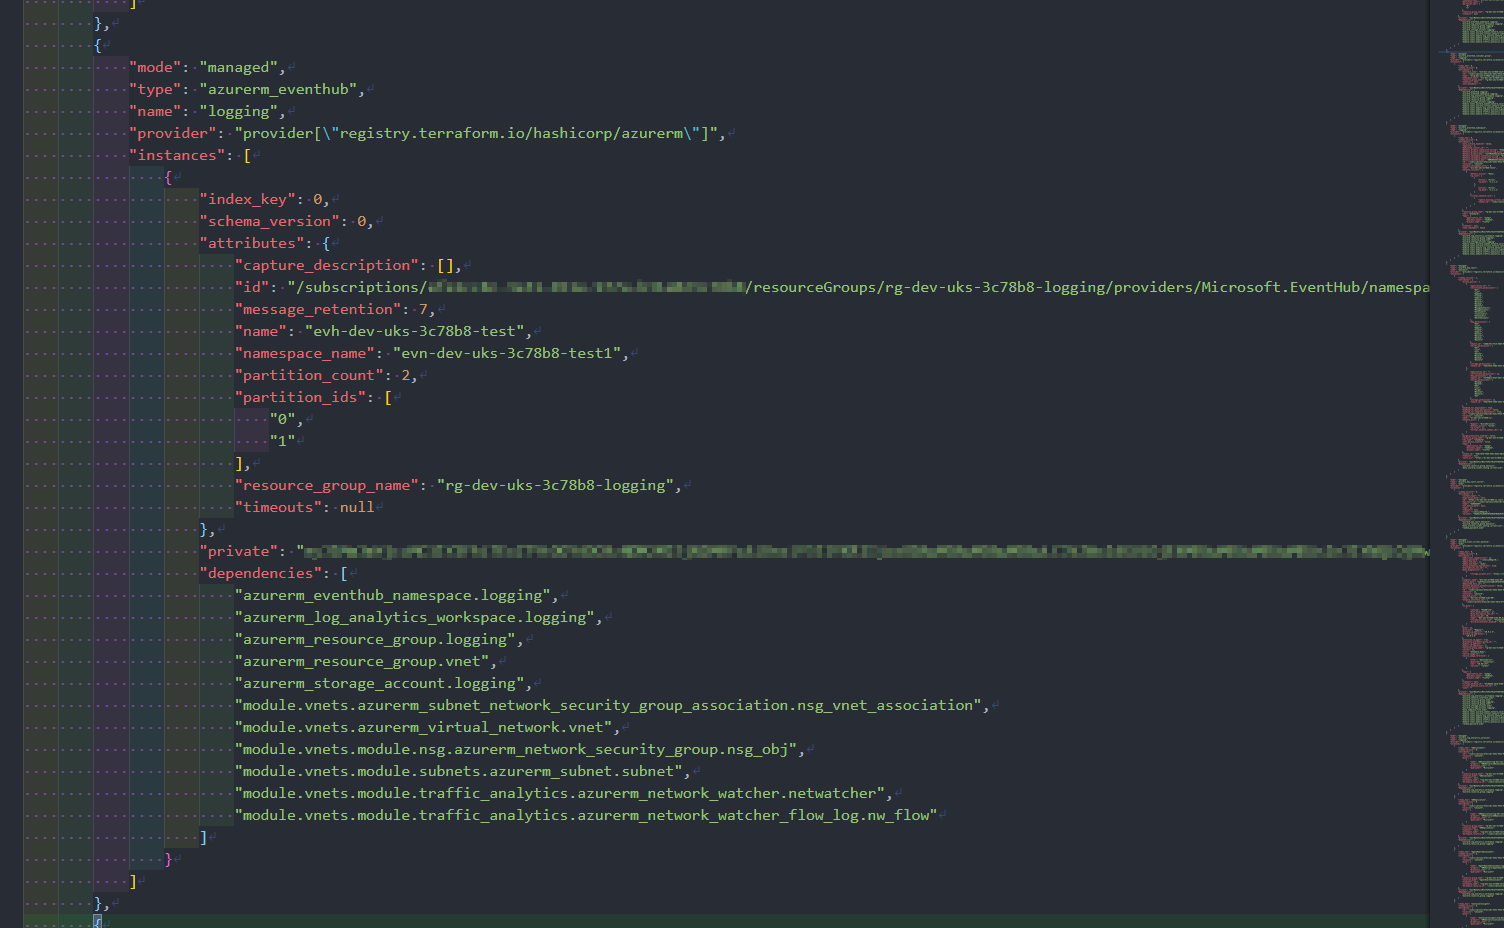 ]
},
{
"mode": "managed",
"type": "azurerm_eventhub",
"name": "logging",
"provider": "provider[\"registry.terraform.io/hashicorp/azurerm\"]",
"instances": [
{
"index_key": 0,
"schema_version": 0,
"attributes": {
"capture_description": [],
"id": "/subscriptions/ /resourceGroups/rg-dev-uks-3c78b8-logging/providers/Microsoft.EventHub/namespa
"message_retention": 7,
"name": "evh-dev-uks-3c78b8-test",
"namespace_name": "evn-dev-uks-3c78b8-test1",
"partition_count": 2,
"partition_ids": [
"0",
"1"
],
"resource_group_name": "rg-dev-uks-3c78b8-logging",
"timeouts": null
},
"private": "
"dependencies": [
"azurerm_eventhub_namespace.logging",
"azurerm_log_analytics_workspace.logging",
"azurerm_resource_group.logging",
"azurerm_resource_group.vnet",
"azurerm_storage_account.logging",
"module.vnets.azurerm_subnet_network_security_group_association.nsg_vnet_association",
"module.vnets.azurerm_virtual_network.vnet",
"module.vnets.module.nsg.azurerm_network_security_group.nsg_obj",
"module.vnets.module.subnets.azurerm_subnet.subnet",
"module.vnets.module.traffic_analytics.azurerm_network_watcher.netwatcher",
"module.vnets.module.traffic_analytics.azurerm_network_watcher_flow_log.nw_flow"
]
}
]
},
{